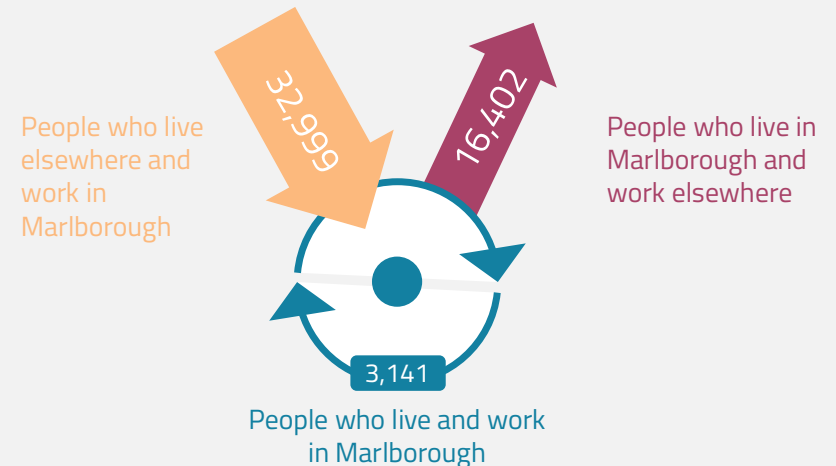 32,999
16,402
People who live
elsewhere and
work in
Marlborough
People who live in
Marlborough and
work elsewhere
3,141
People who live and work
in Marlborough